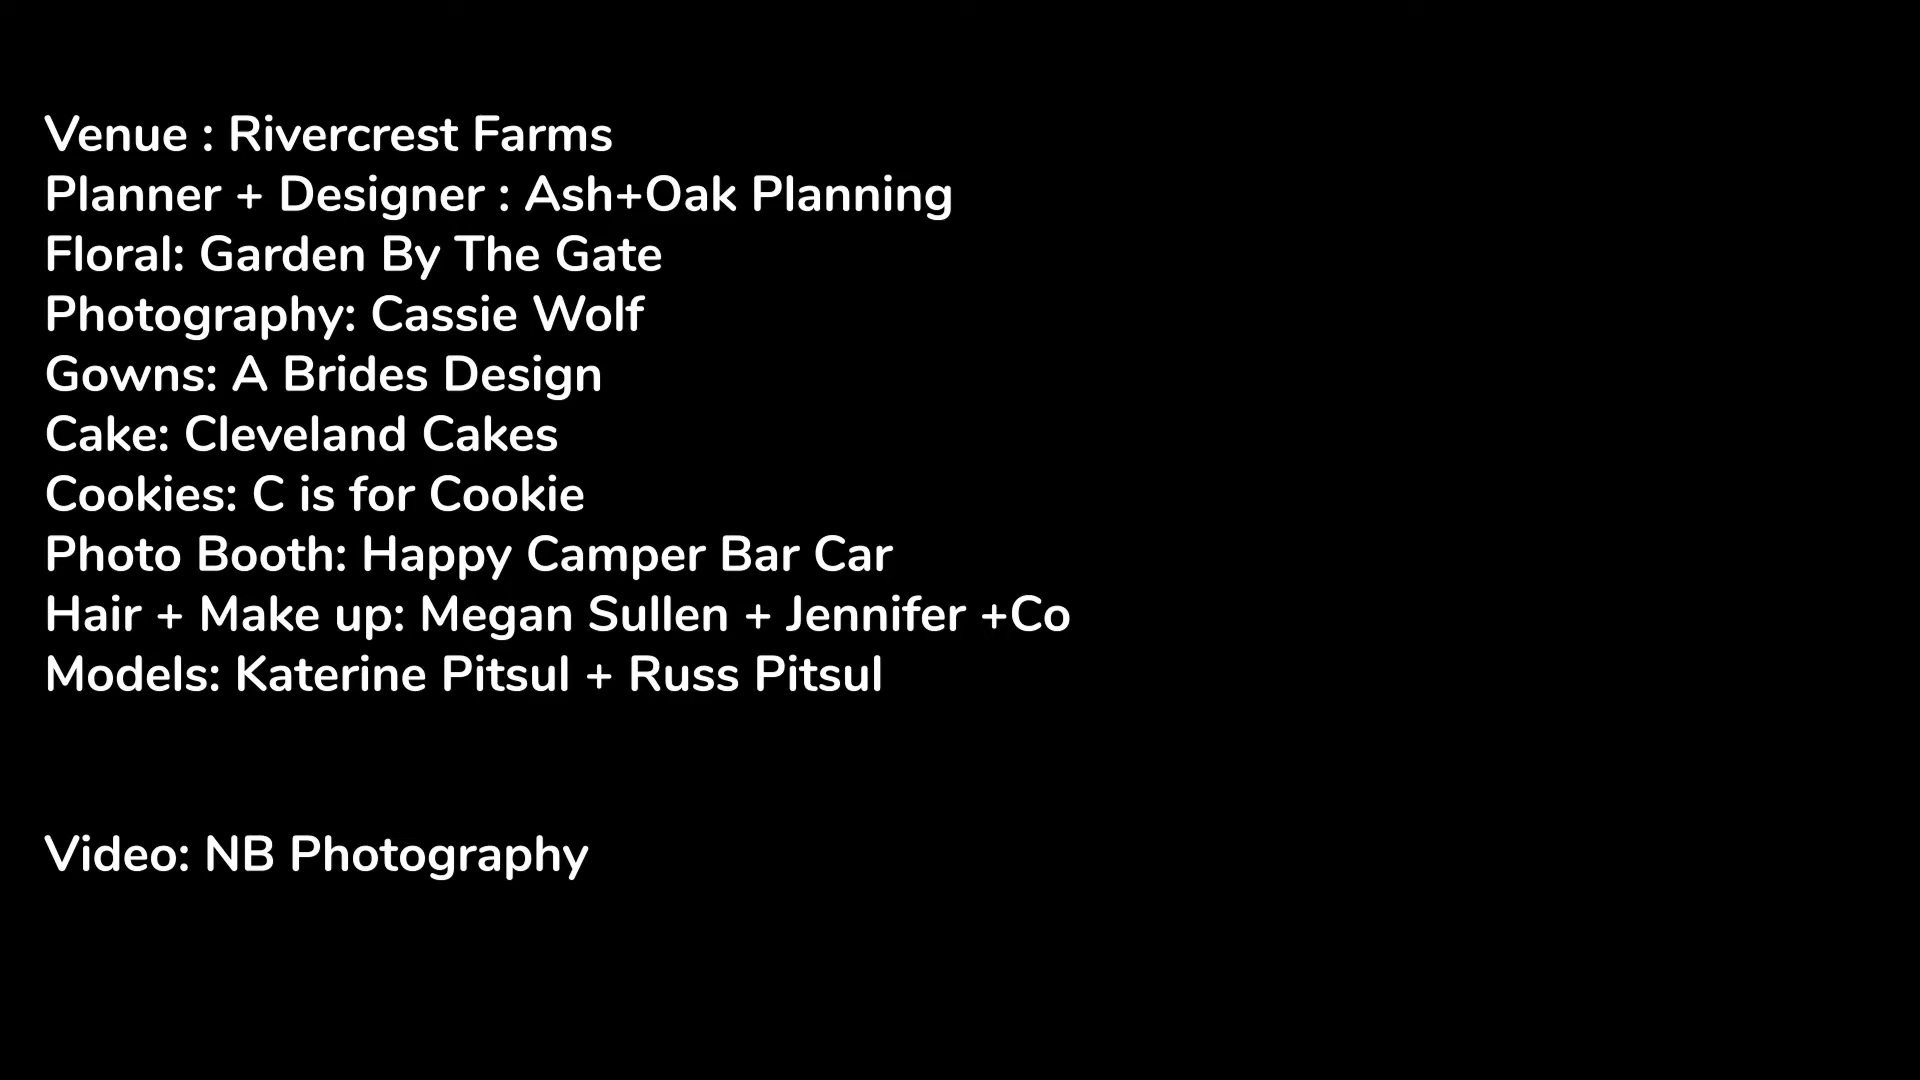 Venue : Rivercrest Farms
Planner + Designer : Ash+Oak Planning
Floral: Garden By The Gate
Photography: Cassie Wolf
Gowns: A Brides Design
Cake: Cleveland Cakes
Cookies: C is for Cookie
Photo Booth: Happy Camper Bar Car
Hair + Make up: Megan Sullen + Jennifer +Co
Models: Katerine Pitsul + Russ Pitsul
Video: NB Photography